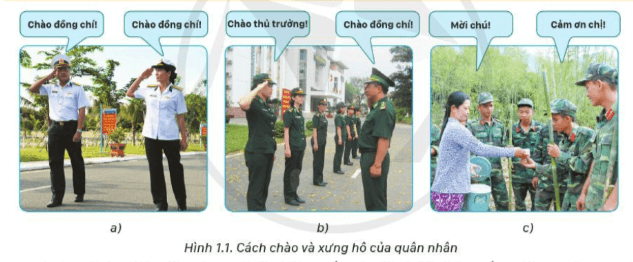 Chào đồng chí!
Chào đồng chí!
Chào thủ trưởng!
Chào đồng chí!
Mời chú!
Cảm ơn chị!
a)
b)
c)
Hình 1.1. Cách chào và xưng hô của quân nhân